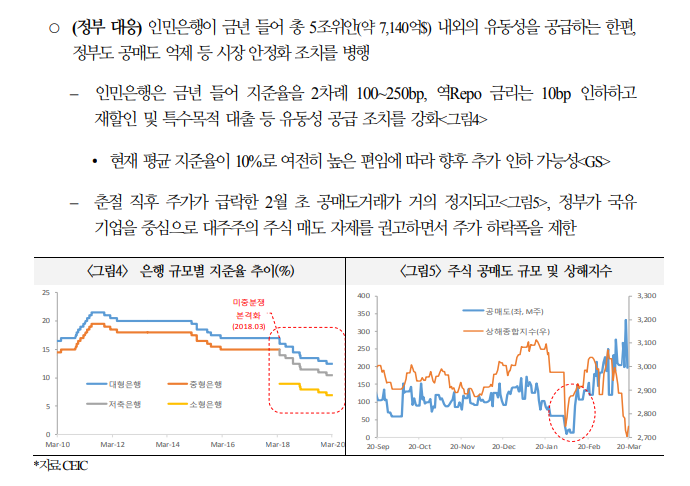 ○ (정부 대응) 인민은행이 금년 들어 총 5조위안(약 7,140억$) 내외의 유동성을 공급하는 한편,
정부도 공매도 억제 등 시장 안정화 조치를 병행
– 인민은행은 금년 들어 지준율을 2차례 100~250bp, 역Repo 금리는 10bp 인하하고
재할인 및 특수목적 대출 등 유동성 공급 조치를 강화<그림4>
• 현재 평균 지준율이 10%로 여전히 높은 편임에 따라 향후 추가 인하 가능성<GS>
– 춘절 직후 주가가 급락한 2월 초 공매도거래가 거의 정지되고<그림5>, 정부가 국유
기업을 중심으로 대주주의 주식 매도 자제를 권고하면서 주가 하락폭을 제한
<그림4> 은행 규모별 지준율 추이(%)
25
20
15
10
5
0
미중분쟁
본격화
(2018.03)
대형은행
중형은행
저축은행
소형은행
Mar-10
Mar-12
Mar-14
Mar-16
Mar-18
Mar-20
<그림5> 주식 공매도 규모 및 상해지수
400
350
300
250
200
150
100
50
0
공매도(좌, M주)
상해종합지수(우)
3,300
3,200
3,100
3,000
2,900
2,800
2,700
20-Sep
20-Oct
20-Nov
20-Dec
20-Jan
20-Feb
20-Mar
*자료: CEIC